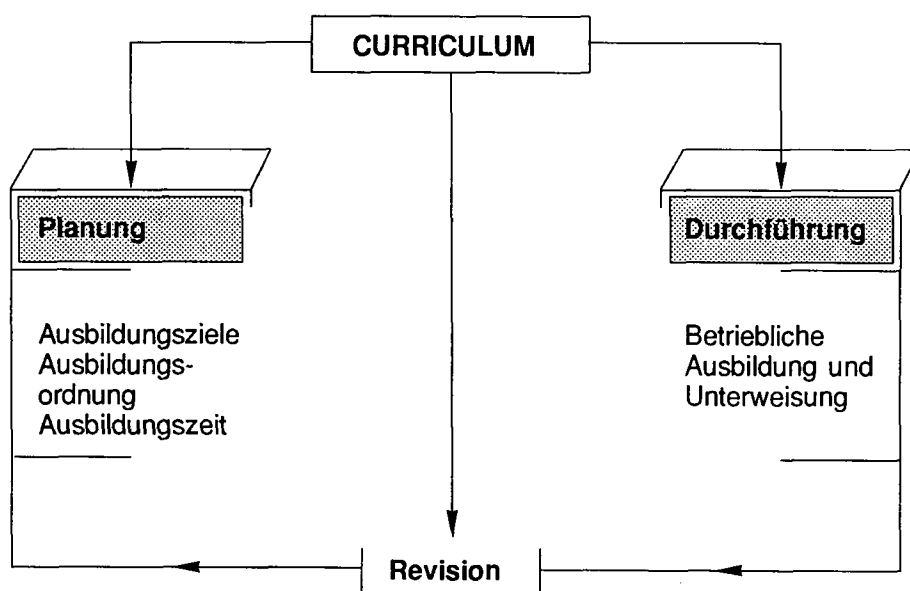 CURRICULUM
Planung
Ausbildungsziele
Ausbildungs-
ordnung
Ausbildungszeit
Durchführung
Betriebliche
Ausbildung und
Unterweisung
Revision